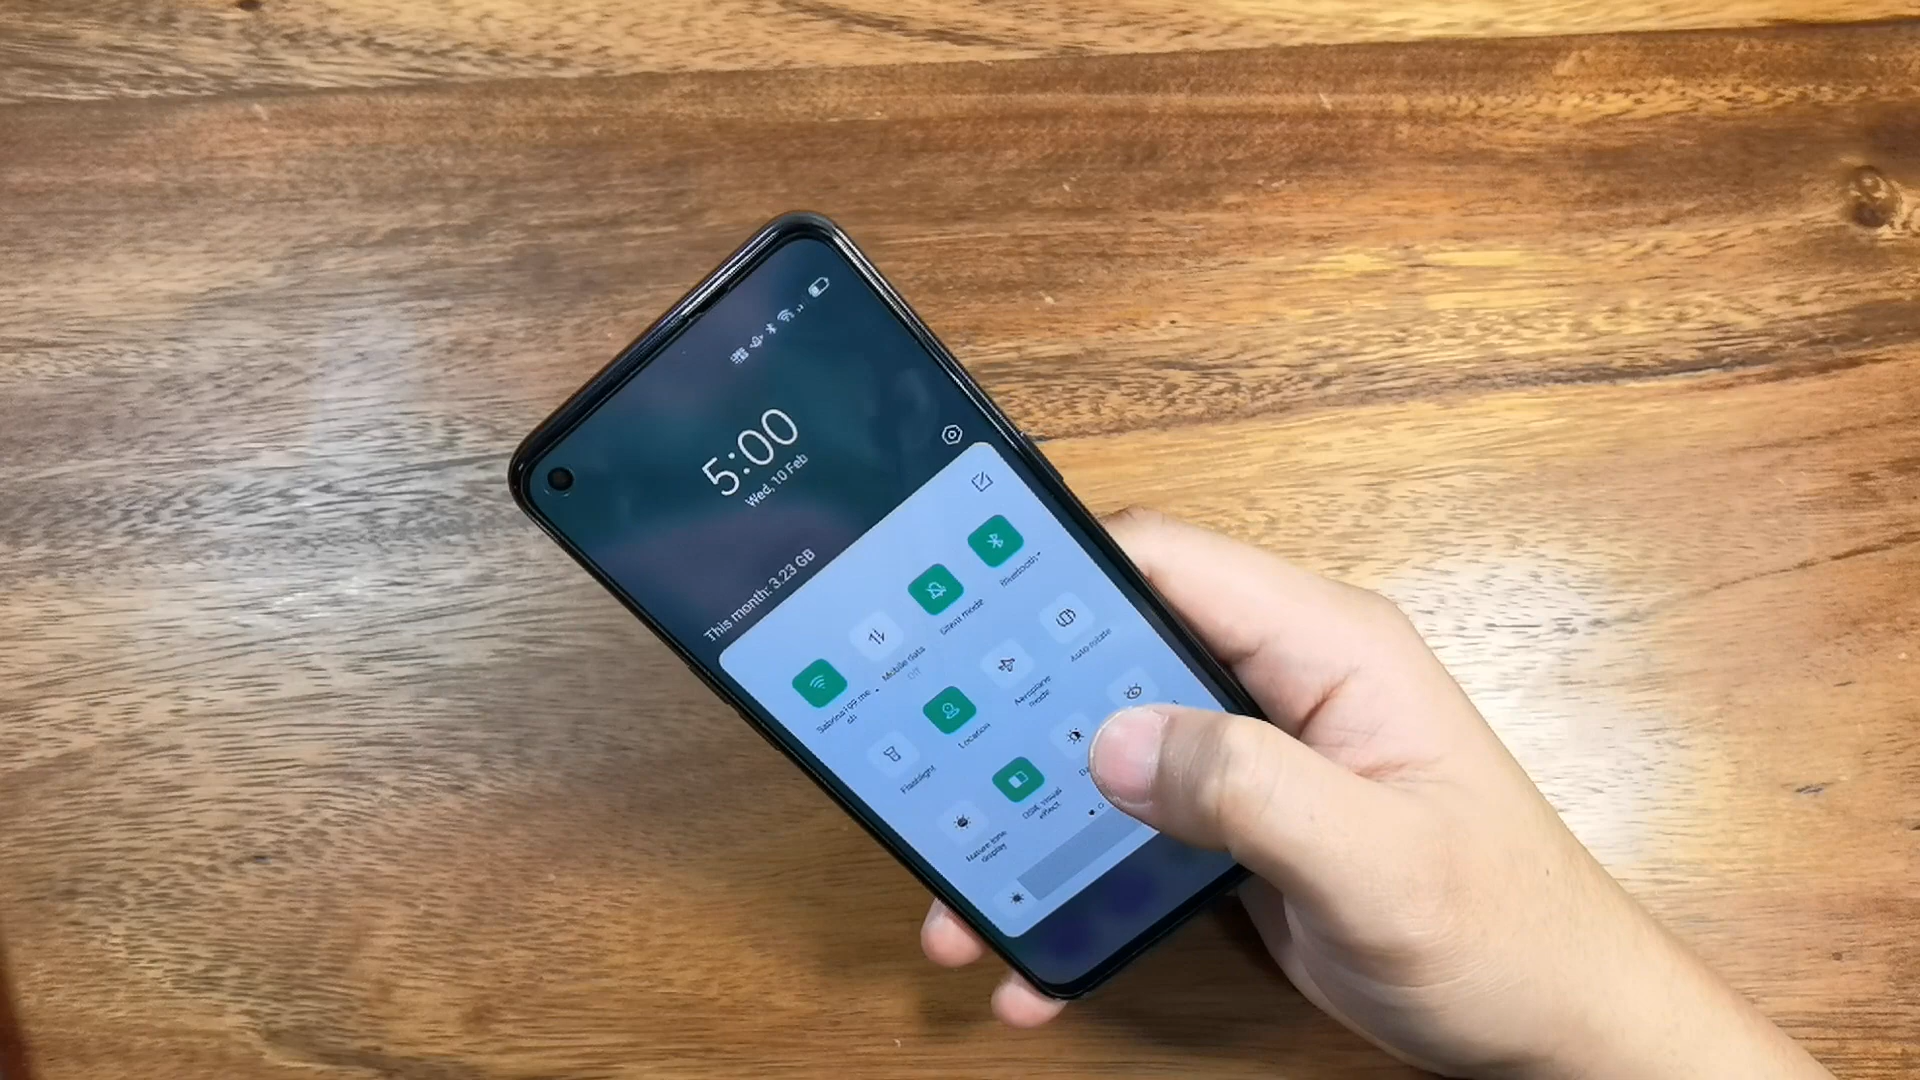 5:00
Wed, 10 Feb
This month: 3.23 GB
Mobile data
Off
Silent mode
Bluetooth
Flashlight
Location
Aeroplane
mode
Auto rotate
Nature tone
display
OSIE visual
effect